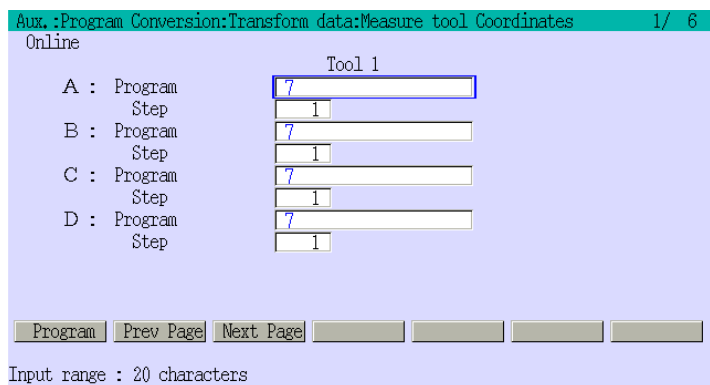 Aux.:Program Conversion:Transform data:Measure tool Coordinates 1/ 6
Online
Tool 1
A : Program 7
Step 1
B : Program 7
Step 1
C : Program 7
Step 1
D : Program 7
Step 1
Program Prev Page Next Page
Input range : 20 characters